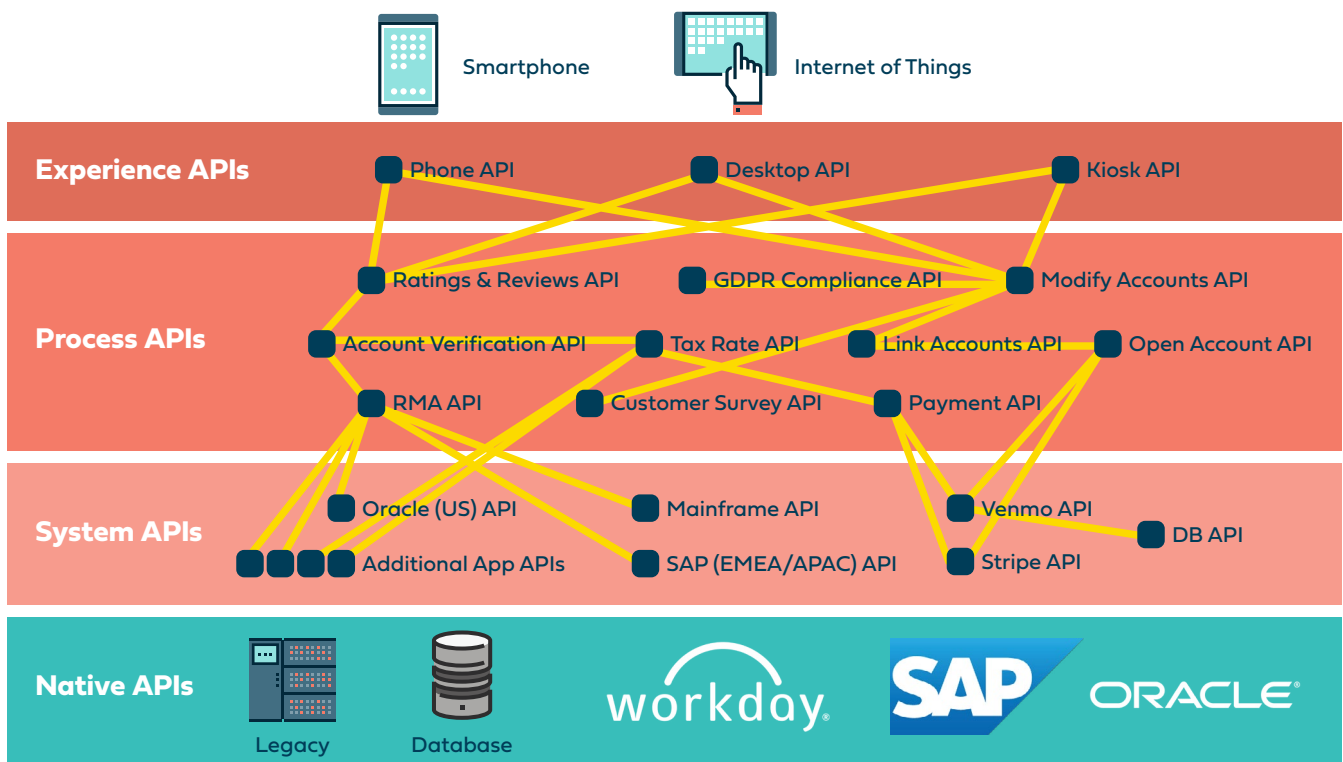 Smartphone
Internet of Things
Experience APIs
Phone API
Desktop API
Kiosk API
Ratings & Reviews API
GDPR Compliance API
Modify Accounts API
Process APIs
Account Verification API
Tax Rate API
Link Accounts API
Open Account API
RMA API
Customer Survey API
Payment API
System APIs
Oracle (US) API
Mainframe API
Venmo API
DB API
Additional App APIs
SAP (EMEA/APAC) API
Stripe API
Native APIs
Legacy
Database
workday®
SAP
ORACLE®